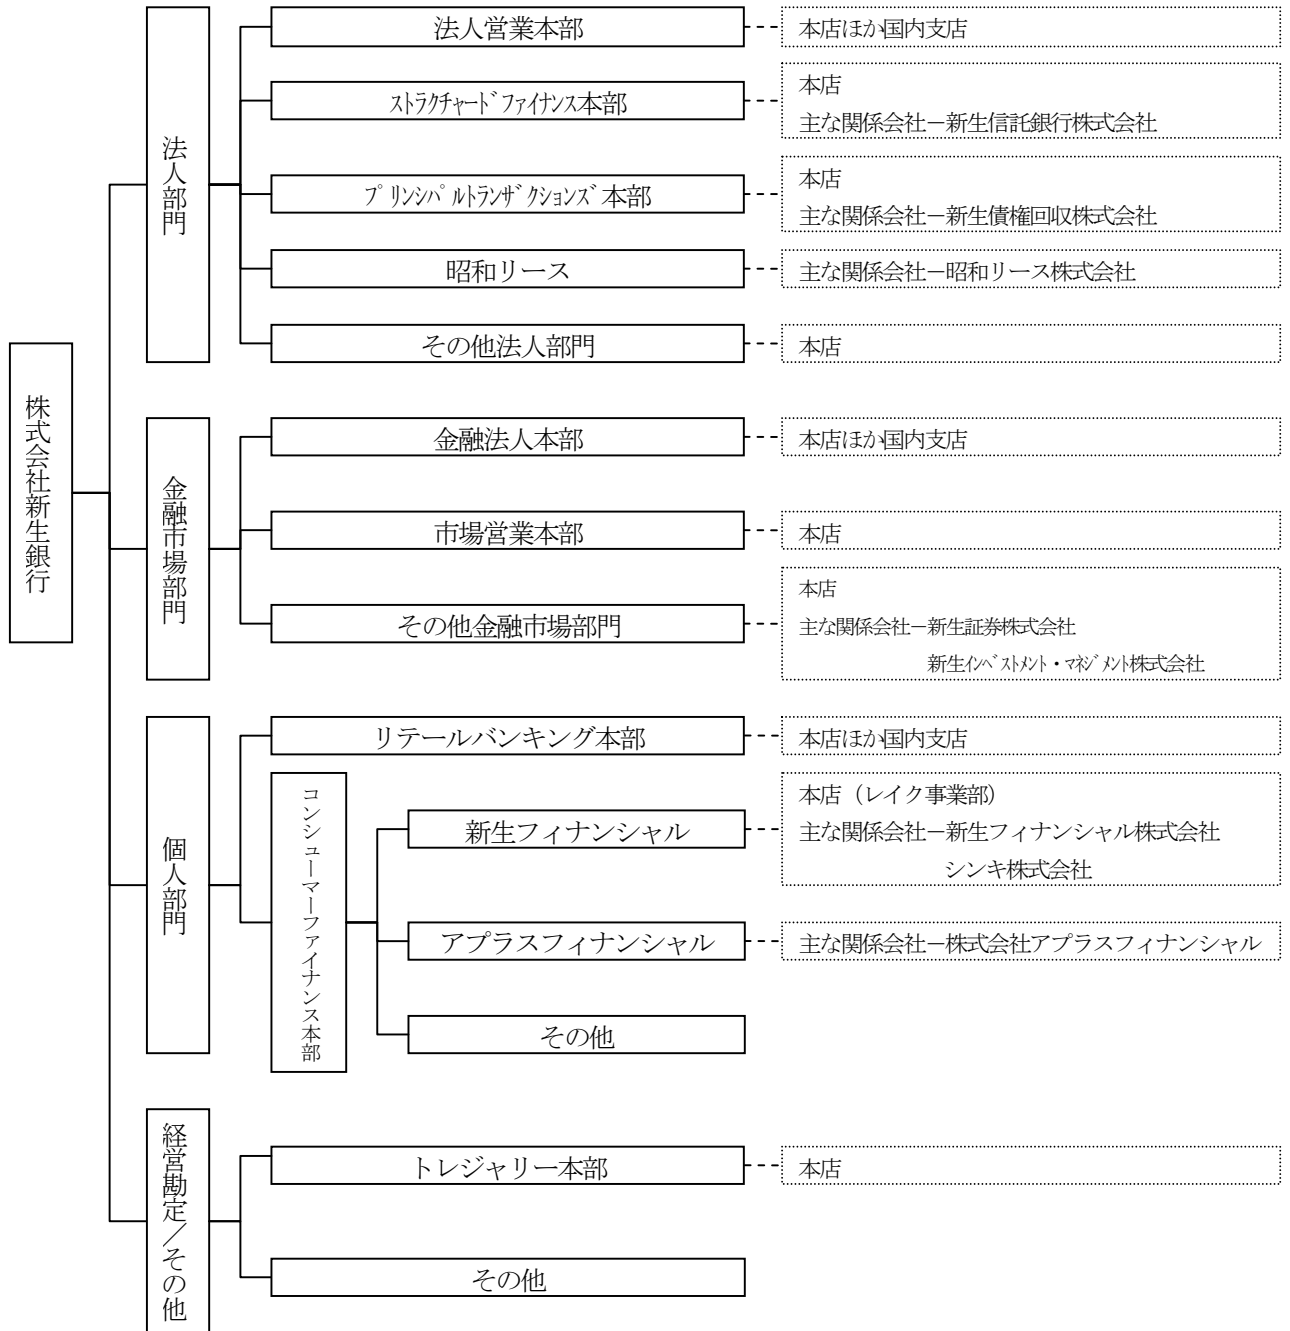 株式会社新生銀行
法人部門
法人営業本部
本店ほか国内支店
ストラクチャードファイナンス本部
本店
主な関係会社－新生信託銀行株式会社
プリンシパルトランザクションズ本部
本店
主な関係会社－新生債権回収株式会社
昭和リース
主な関係会社－昭和リース株式会社
その他法人部門
本店
金融市場部門
金融法人本部
本店ほか国内支店
市場営業本部
本店
その他金融市場部門
本店
主な関係会社－新生証券株式会社
新生インベストメント・マネジメント株式会社
個人部門
リテールバンキング本部
本店ほか国内支店
コンシューマーファイナンス本部
新生フィナンシャル
本店（レイク事業部）
主な関係会社－新生フィナンシャル株式会社
シンキ株式会社
アプラスフィナンシャル
主な関係会社－株式会社アプラスフィナンシャル
その他
経営勘定／その他
トレジャリー本部
本店
その他